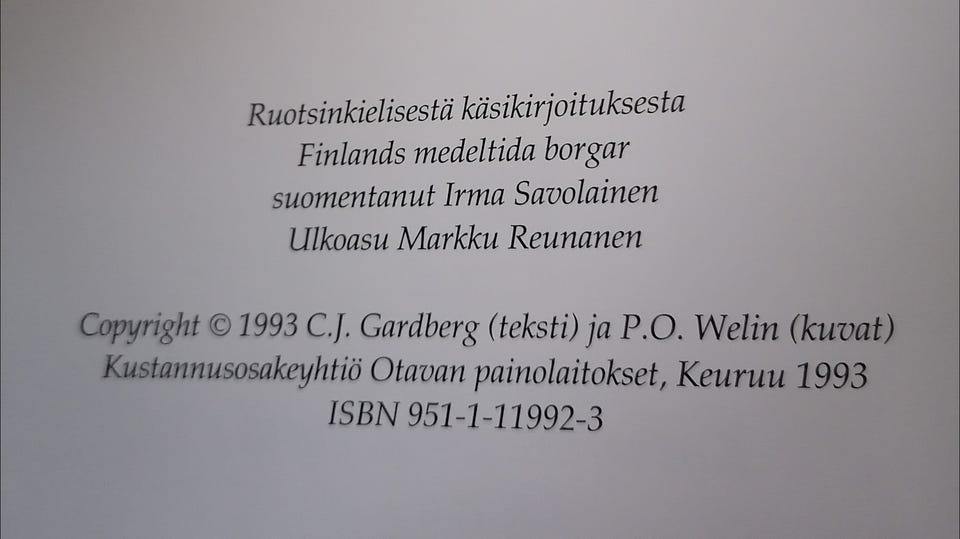 Ruotsinkielisestä käsikirjoituksesta
Finlands medeltida borgar
suomentanut Irma Savolainen
Ulkoasu Markku Reunanen
Copyright © 1993 C.J. Gardberg (teksti) ja P.O. Welin (kuvat)
Kustannusosakeyhtiö Otavan painolaitokset, Keuruu 1993
ISBN 951-1-11992-3